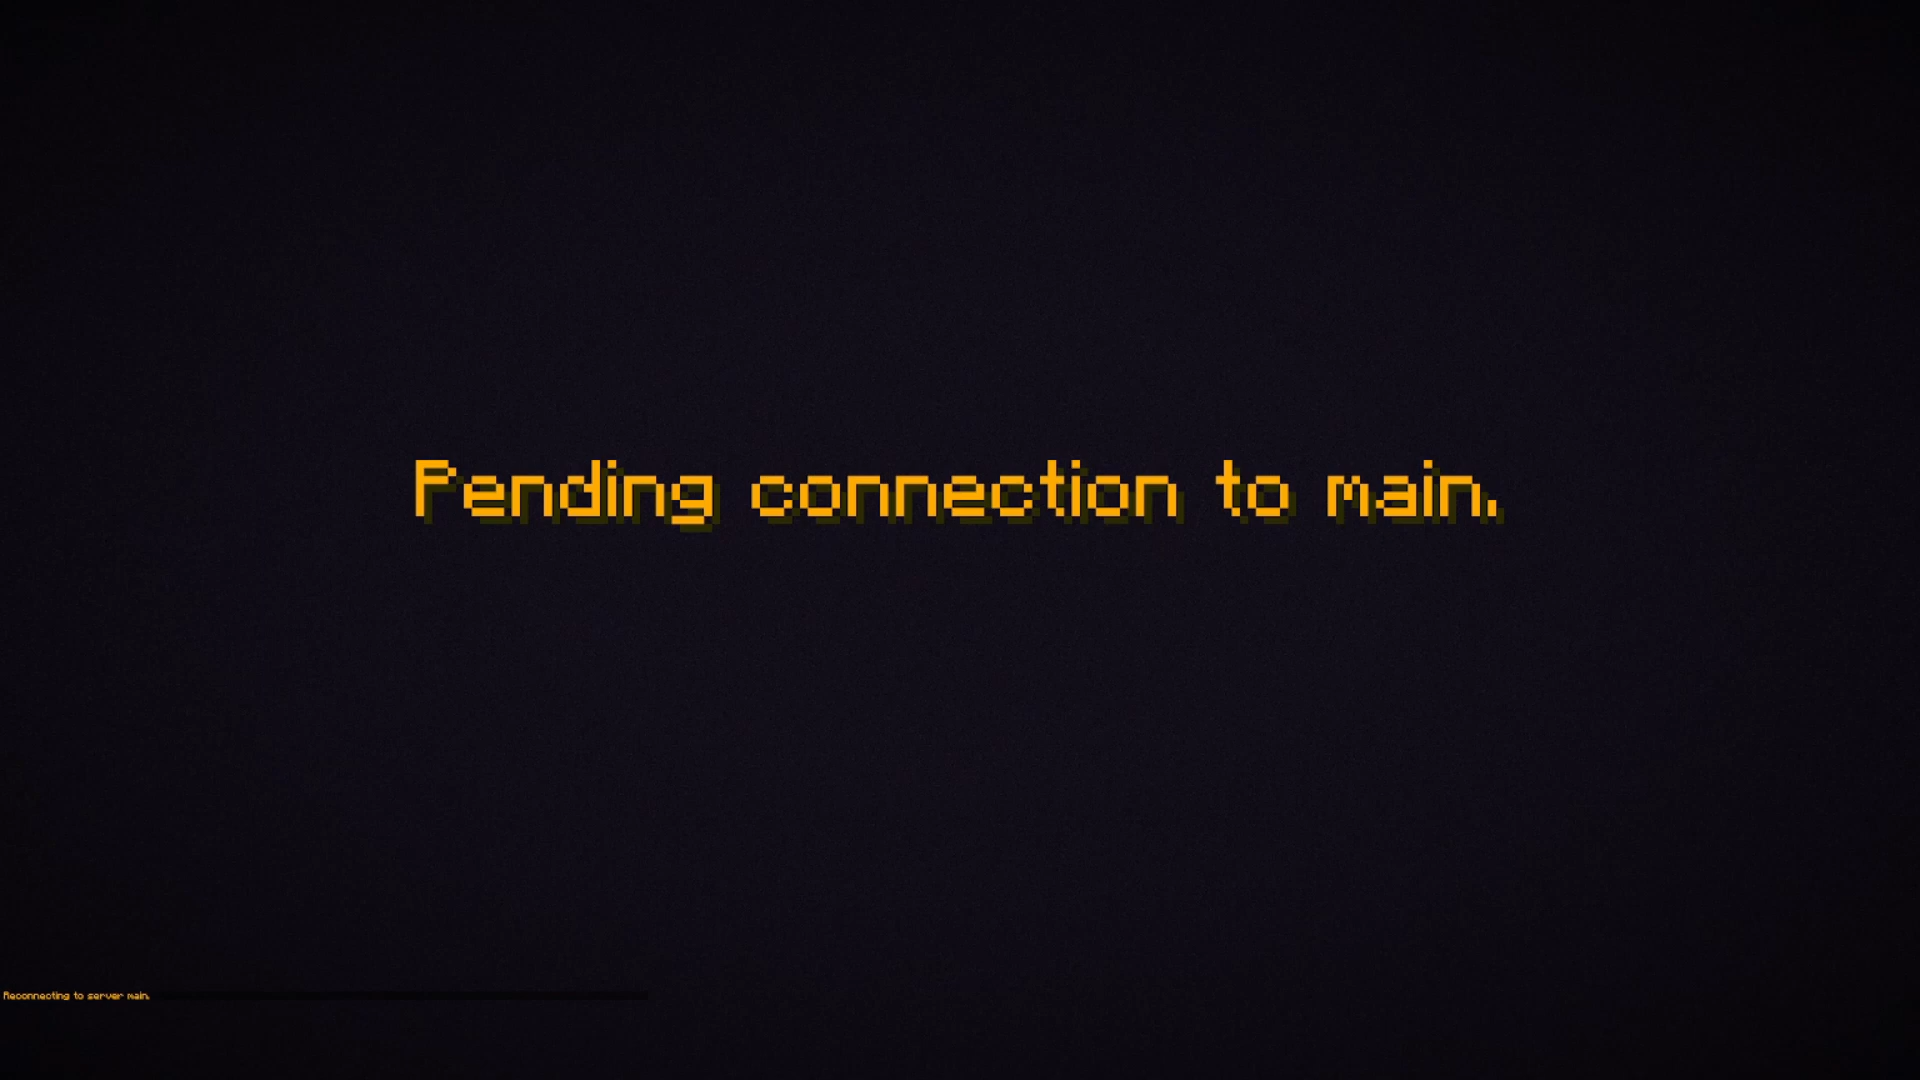 Pending connection to main.
Reconnecting to server main.